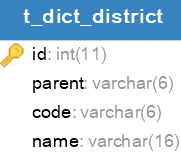 t_dict_district
id: int(11)
parent: varchar(6)
code: varchar(6)
name: varchar(16)